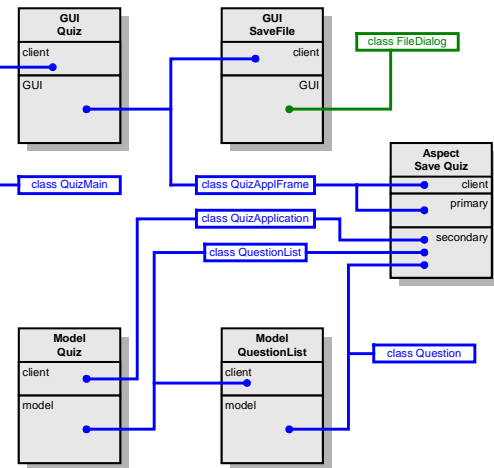 GUI
Quiz
client
GUI
GUI
SaveFile
client
GUI
class FileDialog
class QuizMain
class QuizApplFrame
class QuizApplication
class QuestionList
Aspect
Save Quiz
client
primary
secondary
Model
Quiz
client
model
Model
QuestionList
client
model
class Question